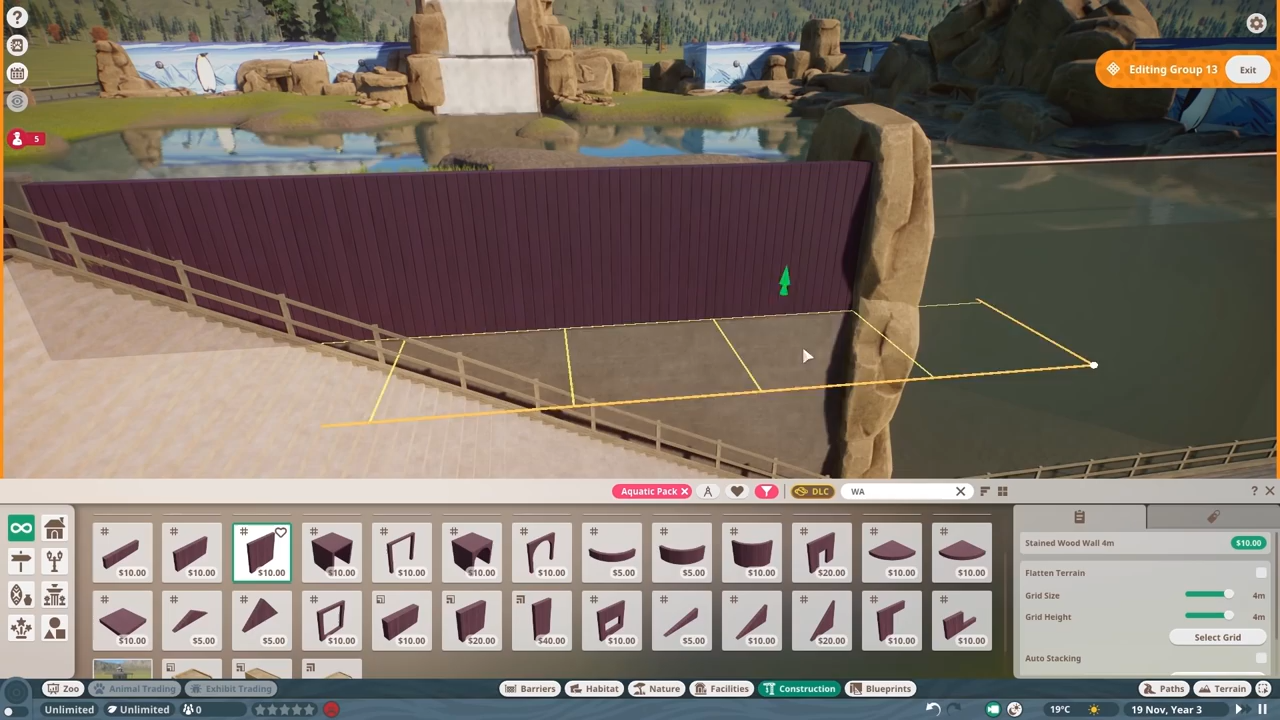 ?
Editing Group 13
Exit
5
Aquatic Pack
DLC
WA
?
$10.00 $10.00 $10.00 $10.00 $10.00 $10.00 $10.00 $5.00 $5.00 $10.00 $20.00 $10.00 $10.00
$10.00 $5.00 $10.00 $10.00 $10.00 $20.00 $40.00 $10.00 $5.00 $10.00 $20.00 $10.00 $10.00
Stained Wood Wall 4m $10.00
Flatten Terrain
Grid Size 4m
Grid Height 4m
Select Grid
Auto Stacking
Zoo Animal Trading Exhibit Trading Barriers Habitat Nature Facilities Construction Blueprints Paths Terrain
Unlimited Unlimited 0 19°C 19 Nov, Year 3